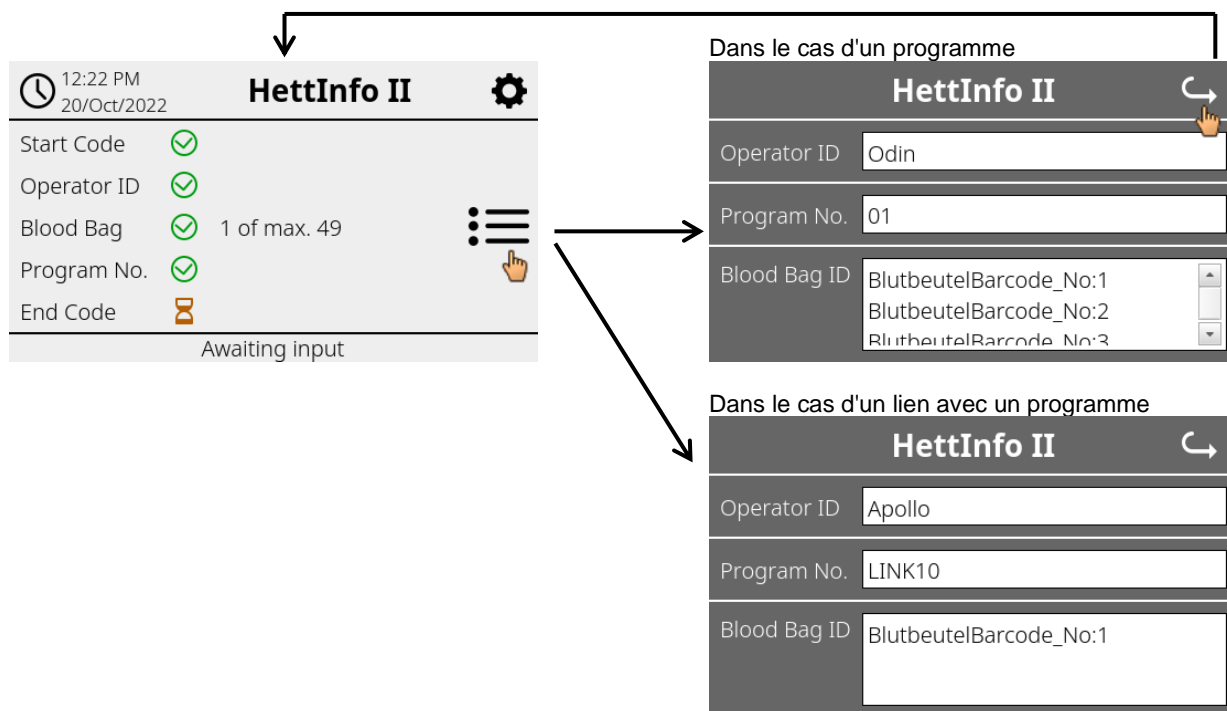 12:22 PM
20/Oct/2022
HettInfo II
Start Code
Operator ID
Blood Bag 1 of max. 49
Program No.
End Code
Awaiting input
Dans le cas d'un programme
HettInfo II
Operator ID Odin
Program No. 01
Blood Bag ID BlutbeutelBarcode_No:1
BlutbeutelBarcode_No:2
BlutbeutelBarcode_No:3
Dans le cas d'un lien avec un programme
HettInfo II
Operator ID Apollo
Program No. LINK10
Blood Bag ID BlutbeutelBarcode_No:1